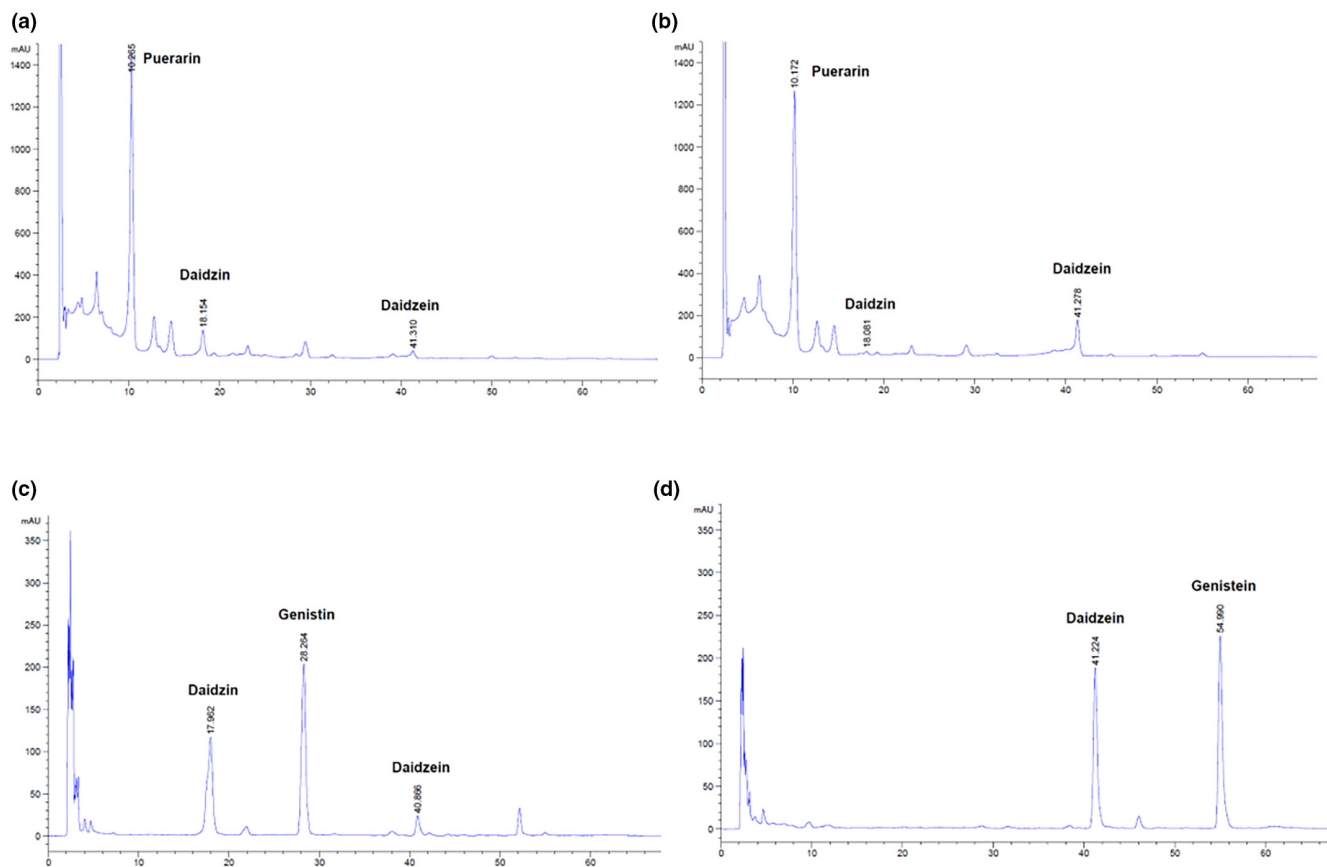 (a)
mAU
1400
1200
1000
800
600
400
200
0
0 10 20 30 40 50 60
10.265
Puerarin
Daidzin
18.154
Daidzein
41.310
(b)
mAU
1400
1200
1000
800
600
400
200
0
0 10 20 30 40 50 60
10.172
Puerarin
Daidzin
18.081
Daidzein
41.278
(c)
mAU
350
300
250
200
150
100
50
0
0 10 20 30 40 50 60
Daidzin
17.962
Genistin
28.264
Daidzein
40.866
(d)
mAU
350
300
250
200
150
100
50
0
0 10 20 30 40 50 60
Daidzein
41.224
Genistein
54.990